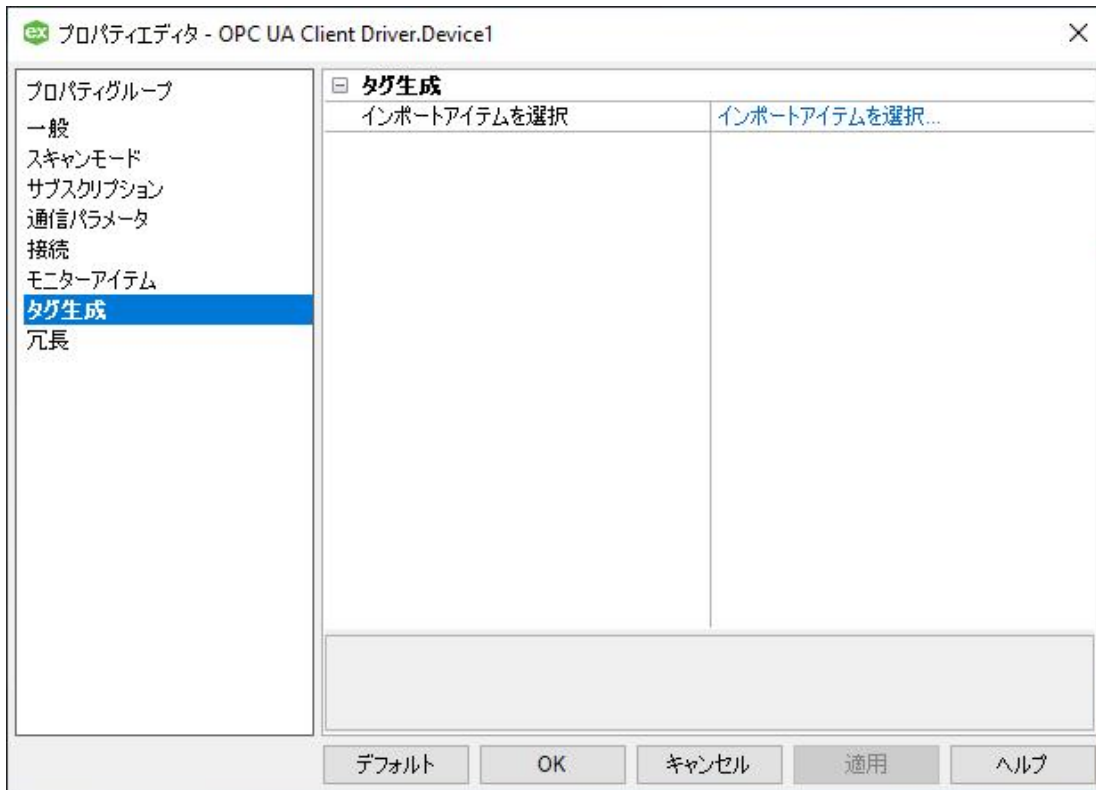 ex プロパティエディタ - OPC UA Client Driver.Device1
プロパティグループ
一般
スキャンモード
サブスクリプション
通信パラメータ
接続
モニターアイテム
タグ生成
冗長
タグ生成
インポートアイテムを選択 インポートアイテムを選択...
デフォルト OK キャンセル 適用 ヘルプ